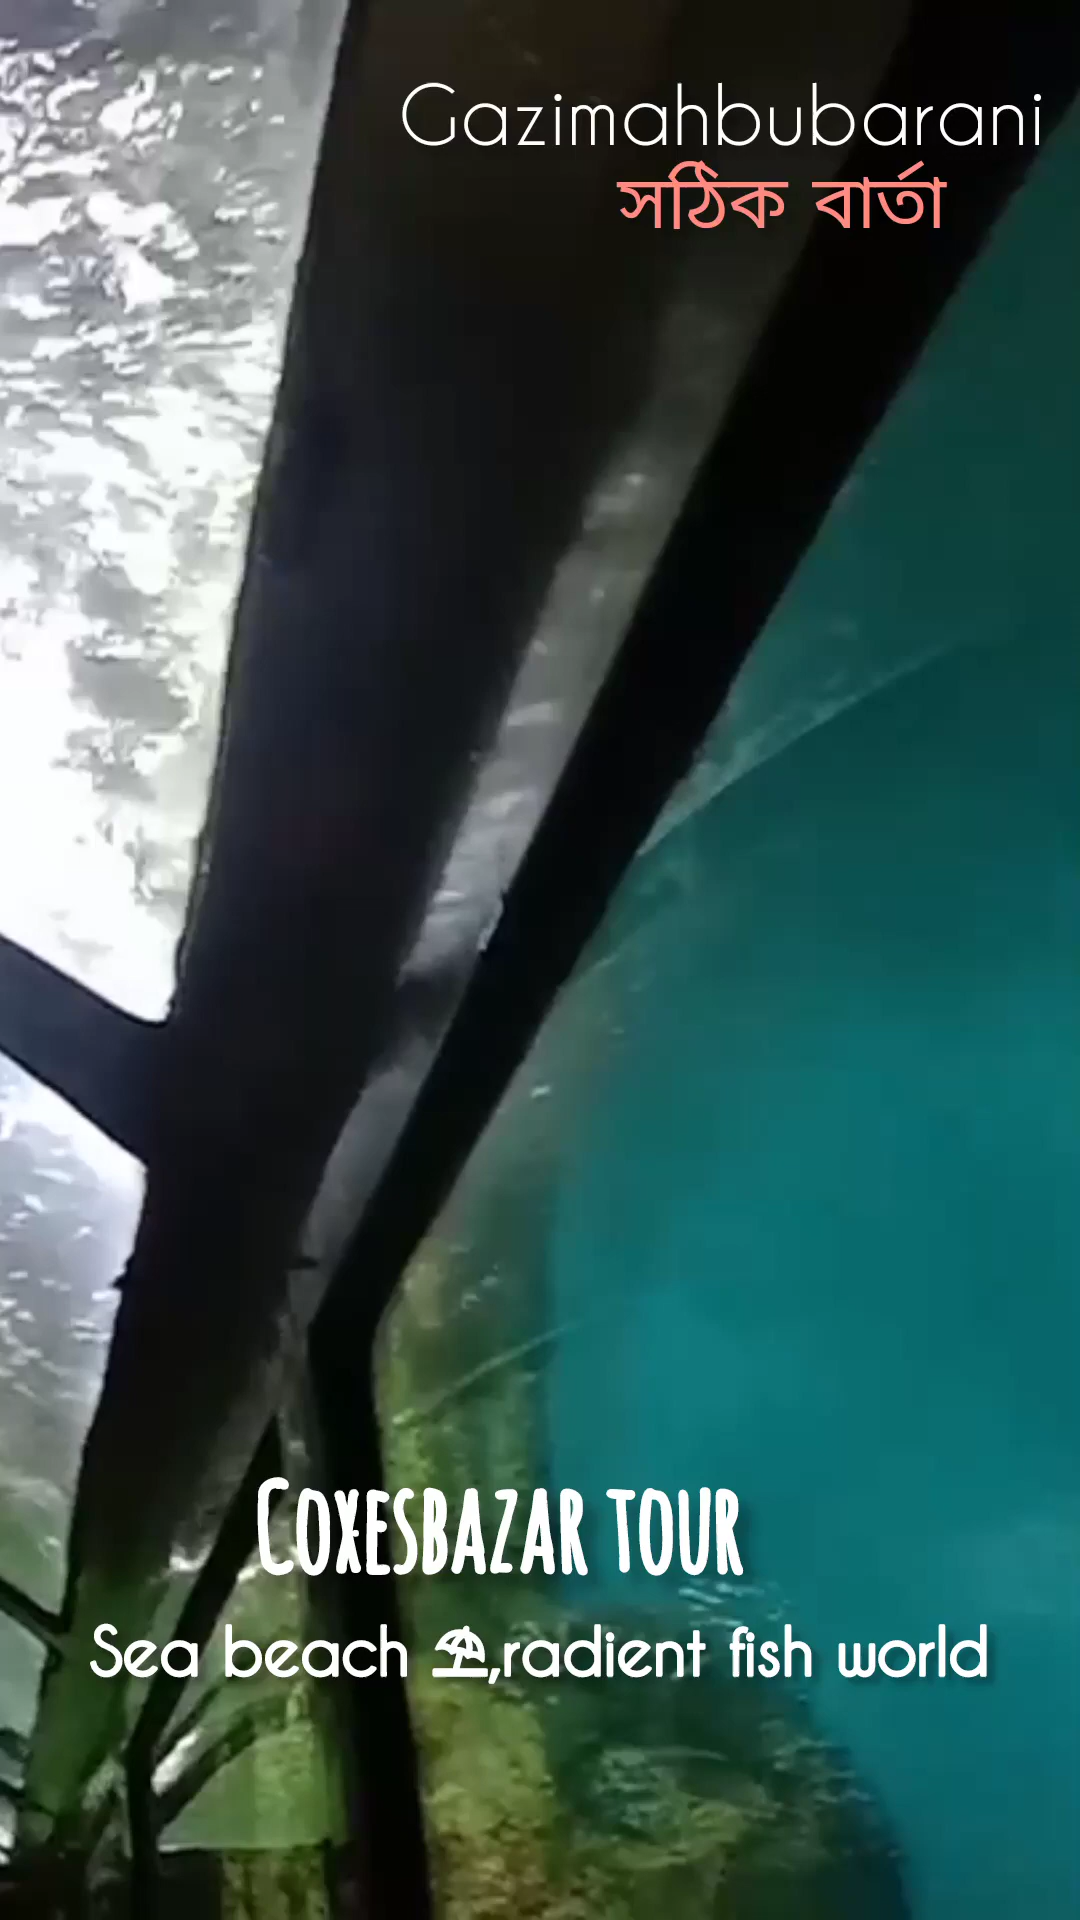 Gazimahbubarani
সঠিক বার্তা
Coxesbazar tour
Sea beach ⛱,radient fish world